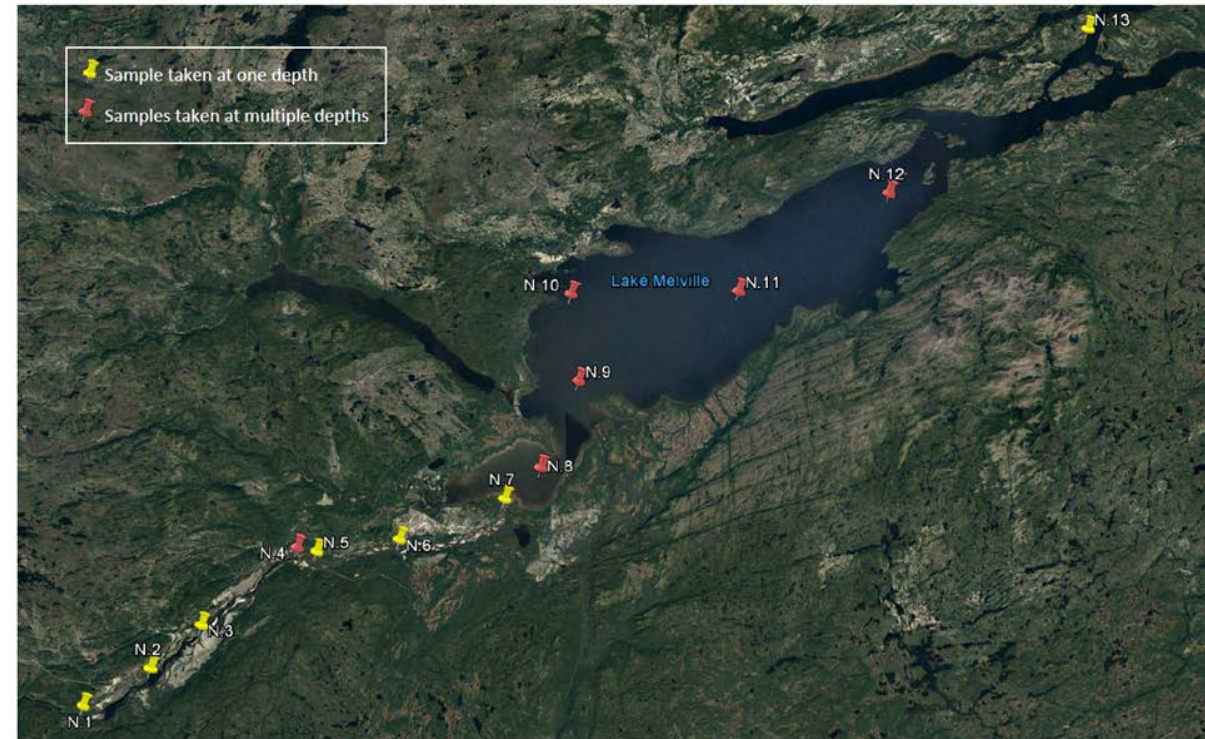 N.13
Sample taken at one depth
Samples taken at multiple depths
N.12
N.10
Lake Melville
N.11
N.9
N.8
N.7
N.4
N.5
N.6
N.3
N.2
N.1